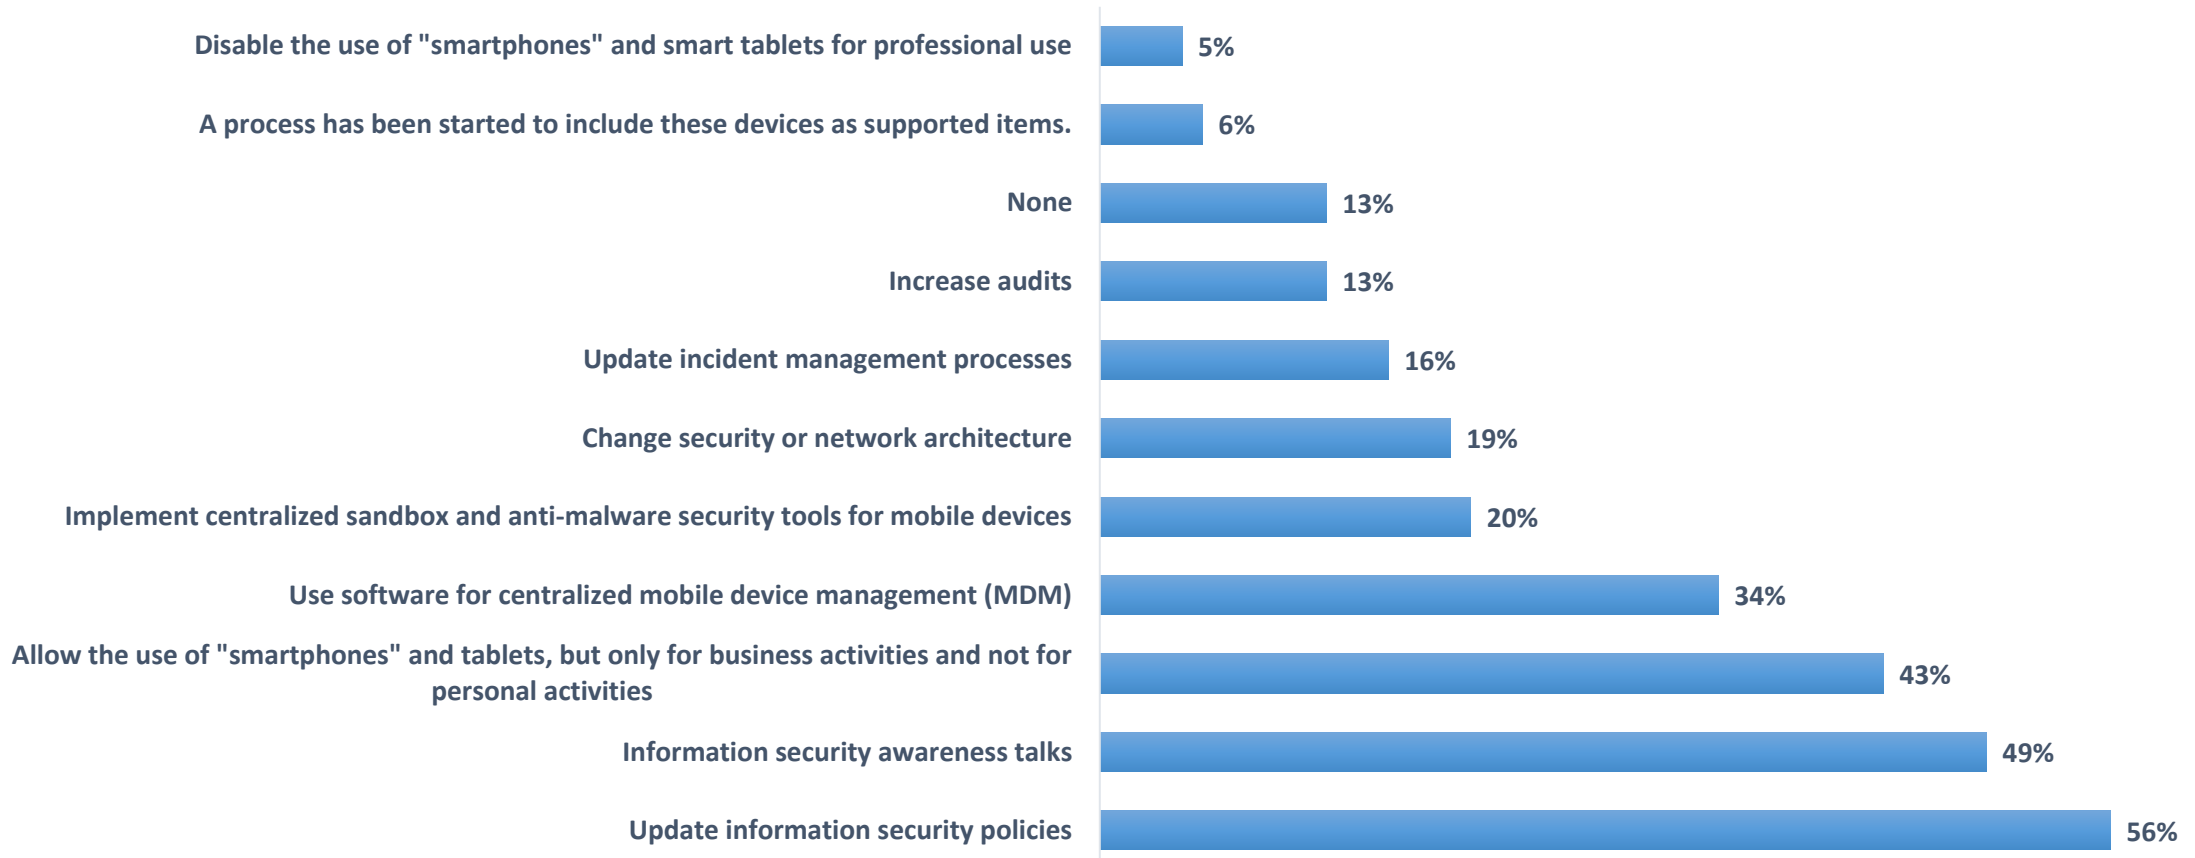 Disable the use of "smartphones" and smart tablets for professional use 5%
A process has been started to include these devices as supported items. 6%
None 13%
Increase audits 13%
Update incident management processes 16%
Change security or network architecture 19%
Implement centralized sandbox and anti-malware security tools for mobile devices 20%
Use software for centralized mobile device management (MDM) 34%
Allow the use of "smartphones" and tablets, but only for business activities and not for
personal activities 43%
Information security awareness talks 49%
Update information security policies 56%